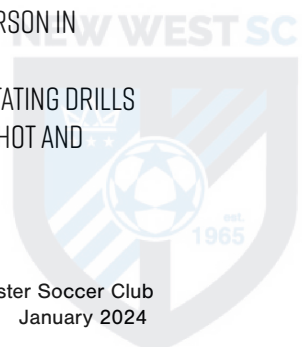 RSON IN
NEW WEST SC
TATING DRILLS
HOT AND
est.
1965
ster Soccer Club
January 2024